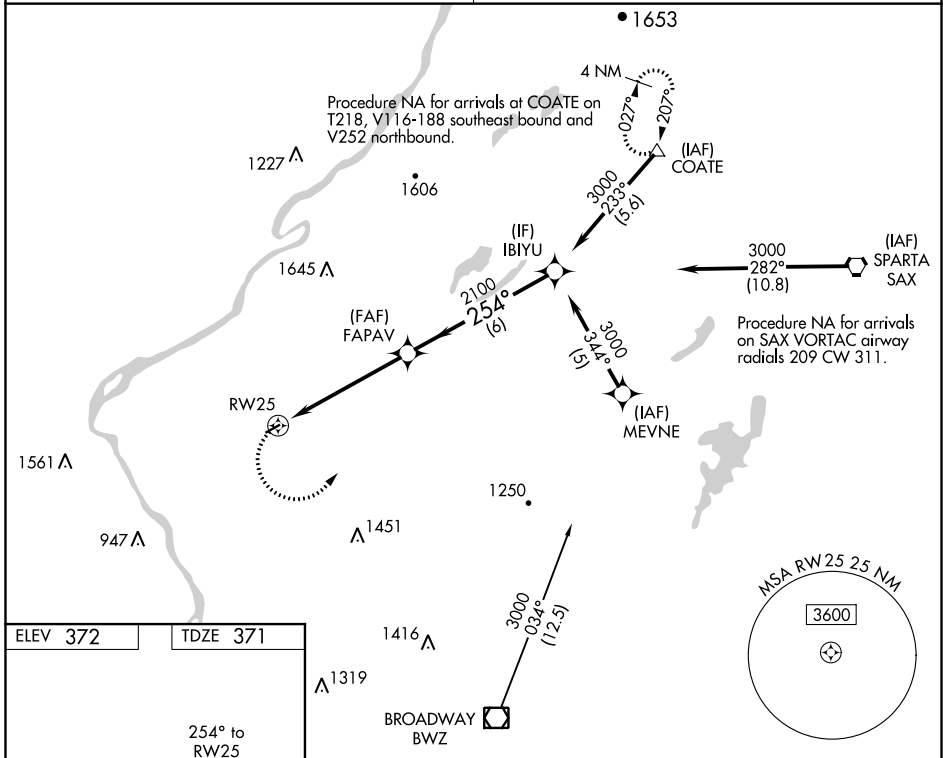 1653
4 NM
027°
207°
Procedure NA for arrivals at COATE on
T218, V116-188 southeast bound and
V252 northbound.
(IAF)
COATE
1227
1606
3000
233°
(5.6)
(IF)
IBIYU
1645
3000
282°
(10.8)
(IAF)
SPARTA
SAX
2100
254°
(6)
(FAF)
FAPAV
Procedure NA for arrivals
on SAX VORTAC airway
radials 209 CW 311.
3000
344°
(5)
RW25
(IAF)
MEVNE
1561
1250
1451
947
MSA RW25 25 NM
3600
3000
034°
(12.5)
ELEV 372
TDZE 371
1416
1319
BROADWAY
BWZ
254° to
RW25